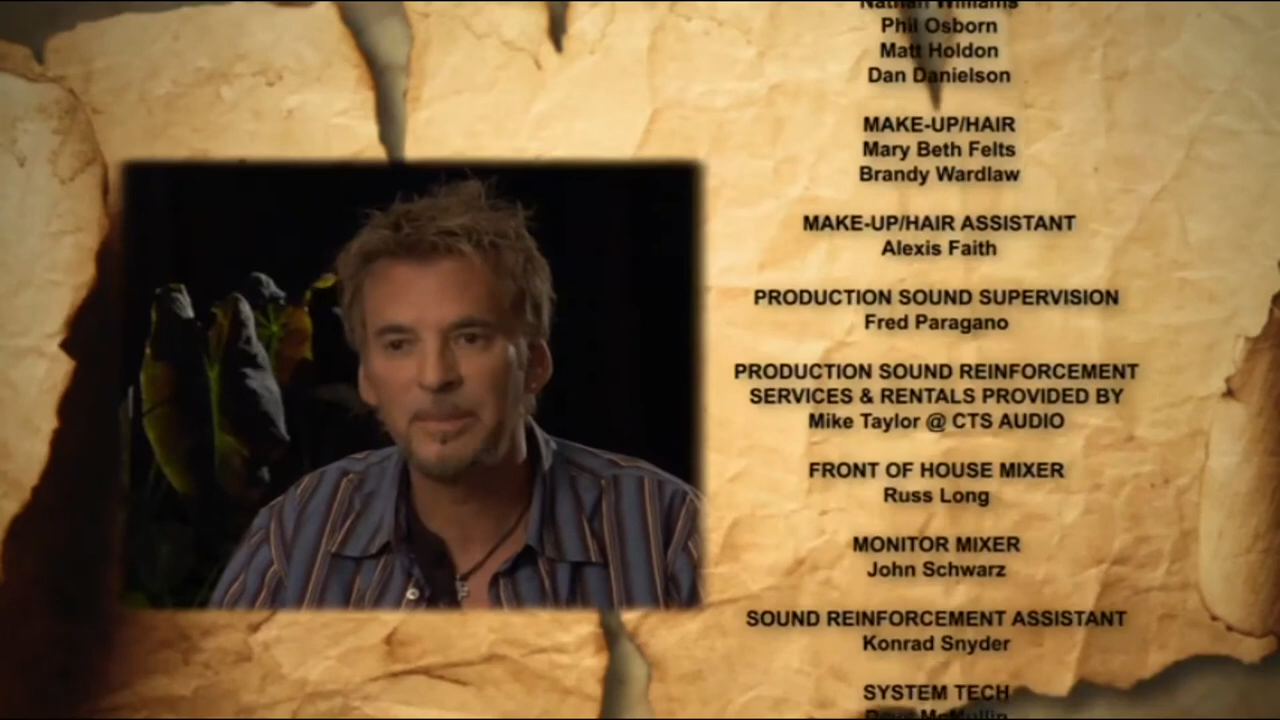 Nathan Williams
Phil Osborn
Matt Holdon
Dan Danielson
MAKE-UP/HAIR
Mary Beth Felts
Brandy Wardlaw
MAKE-UP/HAIR ASSISTANT
Alexis Faith
PRODUCTION SOUND SUPERVISION
Fred Paragano
PRODUCTION SOUND REINFORCEMENT
SERVICES & RENTALS PROVIDED BY
Mike Taylor @ CTS AUDIO
FRONT OF HOUSE MIXER
Russ Long
MONITOR MIXER
John Schwarz
SOUND REINFORCEMENT ASSISTANT
Konrad Snyder
SYSTEM TECH